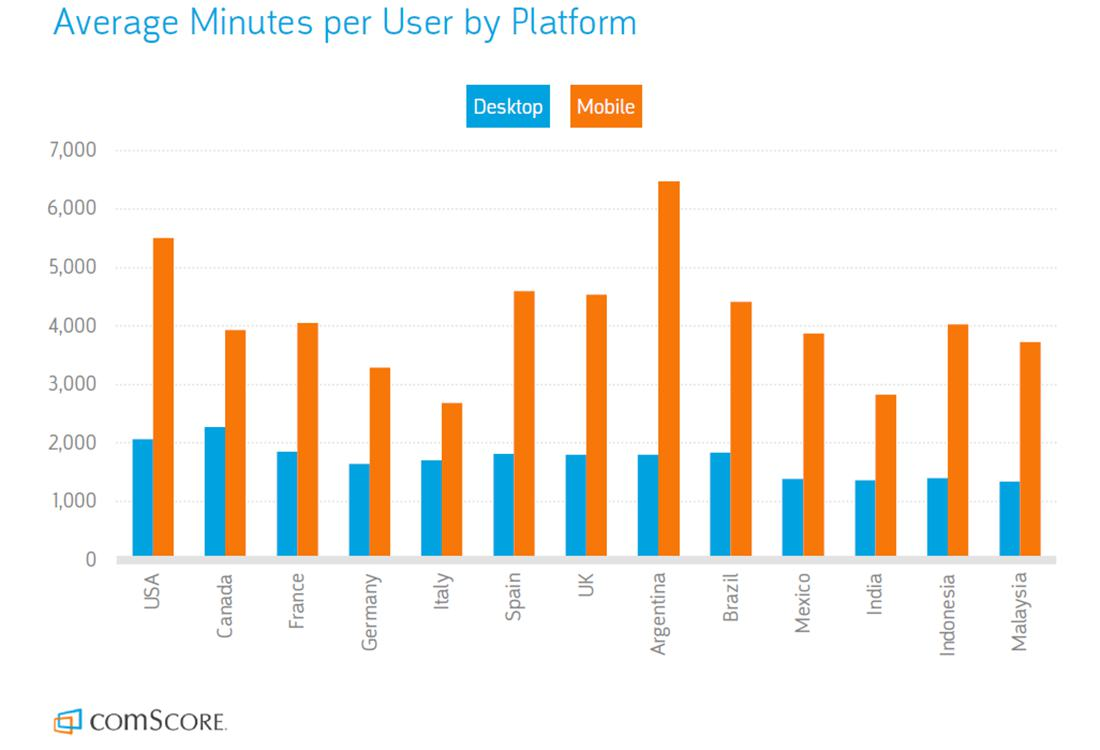 Average Minutes per User by Platform
Desktop Mobile
7,000
6,000
5,000
4,000
3,000
2,000
1,000
0
USA
Canada
France
Germany
Italy
Spain
UK
Argentina
Brazil
Mexico
India
Indonesia
Malaysia
comSCORE.